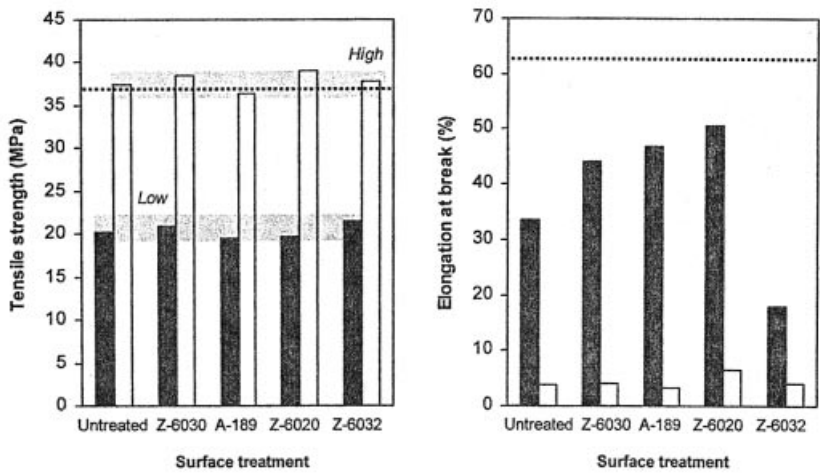 45
40
35
30
25
20
15
10
5
0
Tensile strength (MPa)
High
Low
Untreated Z-6030 A-189 Z-6020 Z-6032
Surface treatment
70
60
50
40
30
20
10
0
Elongation at break (%)
Untreated Z-6030 A-189 Z-6020 Z-6032
Surface treatment